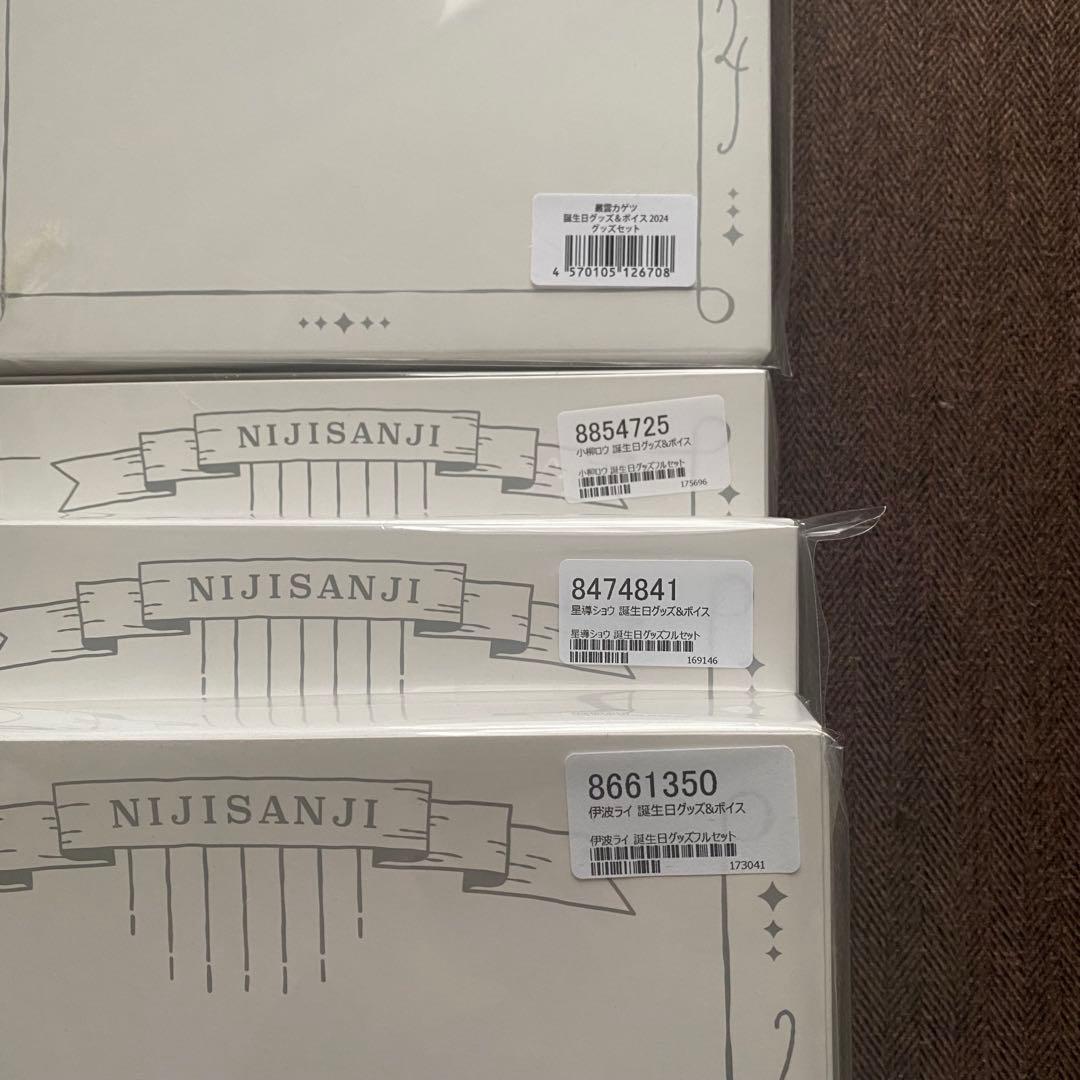 24
叢雲カゲツ
誕生日グッズ&ボイス 2024
グッズセット
4 570105 126708
NIJISANJI
8854725
小柳ロウ 誕生日グッズ&ボイス
小柳ロウ 誕生日グッズフルセット
175696
NIJISANJI
8474841
星導ショウ 誕生日グッズ&ボイス
星導ショウ 誕生日グッズフルセット
169146
NIJISANJI
8661350
伊波ライ 誕生日グッズ&ボイス
伊波ライ 誕生日グッズフルセット
173041
2